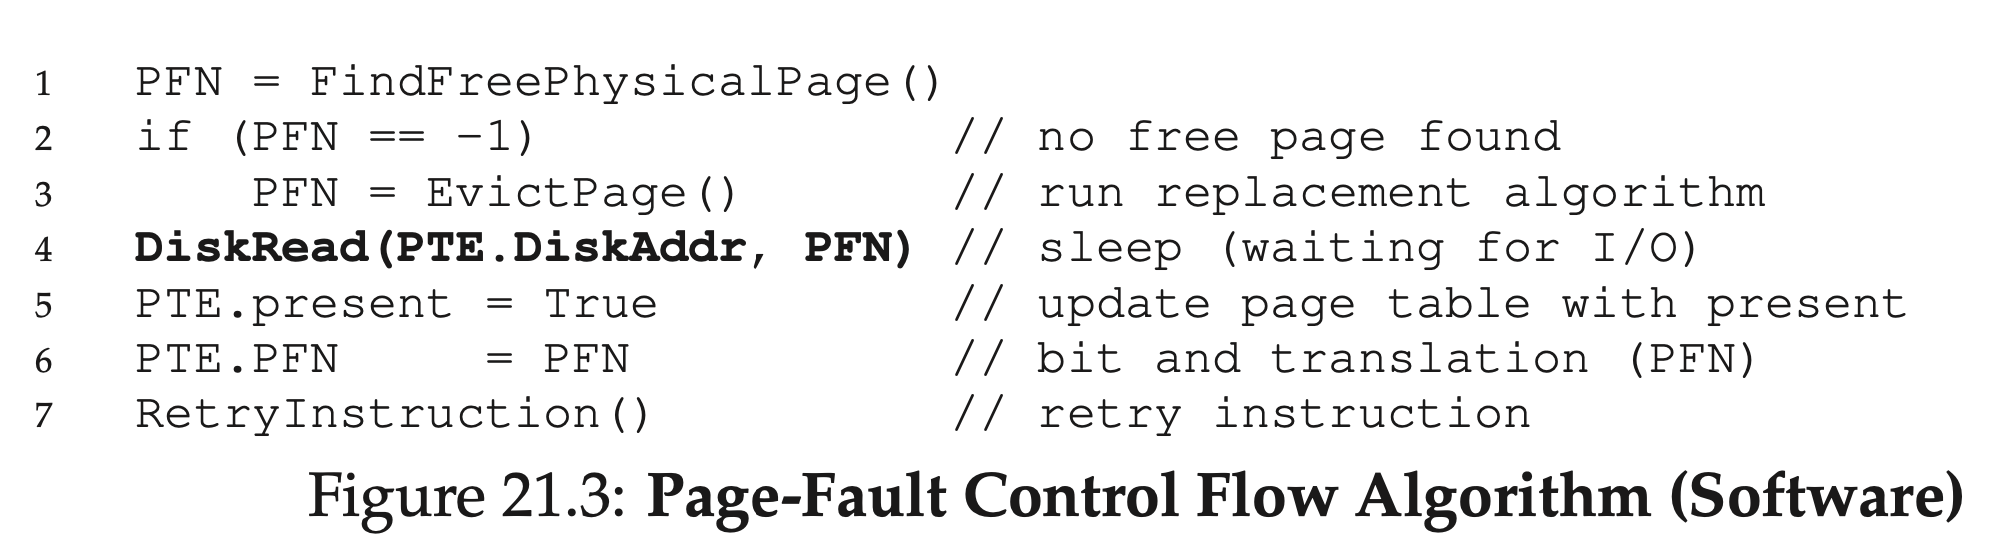 1 PFN = FindFreePhysicalPage()
2 if (PFN == -1) // no free page found
3 PFN = EvictPage() // run replacement algorithm
4 DiskRead(PTE.DiskAddr, PFN) // sleep (waiting for I/O)
5 PTE.present = True // update page table with present
6 PTE.PFN = PFN // bit and translation (PFN)
7 RetryInstruction() // retry instruction
Figure 21.3: Page-Fault Control Flow Algorithm (Software)